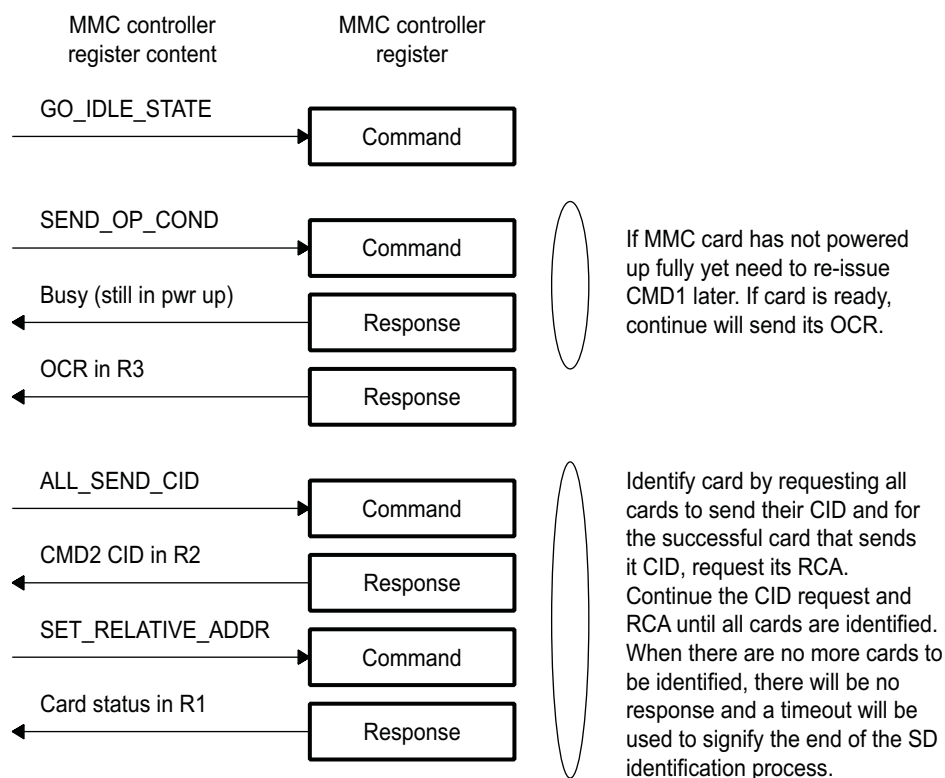 MMC controller
register content
MMC controller
register
GO_IDLE_STATE
Command
SEND_OP_COND
Command
Busy (still in pwr up)
Response
OCR in R3
Response
If MMC card has not powered
up fully yet need to re-issue
CMD1 later. If card is ready,
continue will send its OCR.
ALL_SEND_CID
Command
CMD2 CID in R2
Response
SET_RELATIVE_ADDR
Command
Card status in R1
Response
Identify card by requesting all
cards to send their CID and for
the successful card that sends
it CID, request its RCA.
Continue the CID request and
RCA until all cards are identified.
When there are no more cards to
be identified, there will be no
response and a timeout will be
used to signify the end of the SD
identification process.